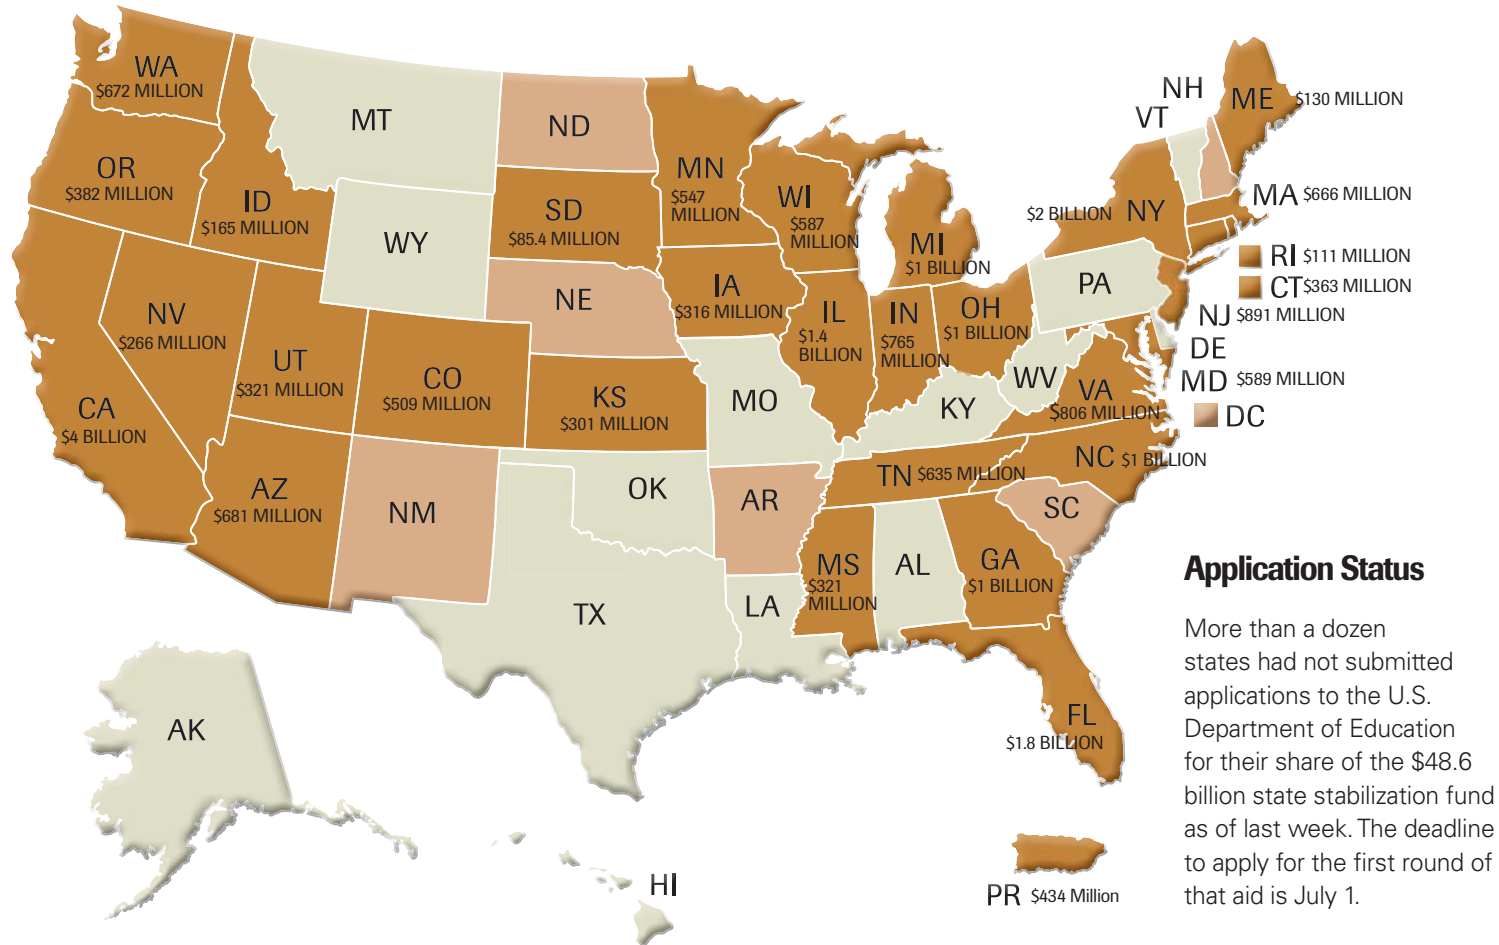 WA
$672 MILLION
OR
$382 MILLION
ID
$165 MILLION
MT
ND
MN
$547
MILLION
SD
$85.4 MILLION
WY
WI
$587
MILLION
MI
$1 BILLION
NH
VT
ME $130 MILLION
MA $666 MILLION
$2 BILLION NY
RI $111 MILLION
CT $363 MILLION
NJ $891 MILLION
DE
MD $589 MILLION
DC
PA
NV
$266 MILLION
UT
$321 MILLION
CA
$4 BILLION
CO
$509 MILLION
NE
IA
$316 MILLION
IL
$1.4
BILLION
IN
$765
MILLION
OH
$1 BILLION
KS
$301 MILLION
MO
KY
WV
VA
$806 MILLION
AZ
$681 MILLION
NM
OK
AR
TN $635 MILLION
NC $1 BILLION
SC
TX
LA
MS
$321
MILLION
AL
GA
$1 BILLION
FL
$1.8 BILLION
AK
HI
PR $434 Million
Application Status
More than a dozen
states had not submitted
applications to the U.S.
Department of Education
for their share of the $48.6
billion state stabilization fund
as of last week. The deadline
to apply for the first round of
that aid is July 1.